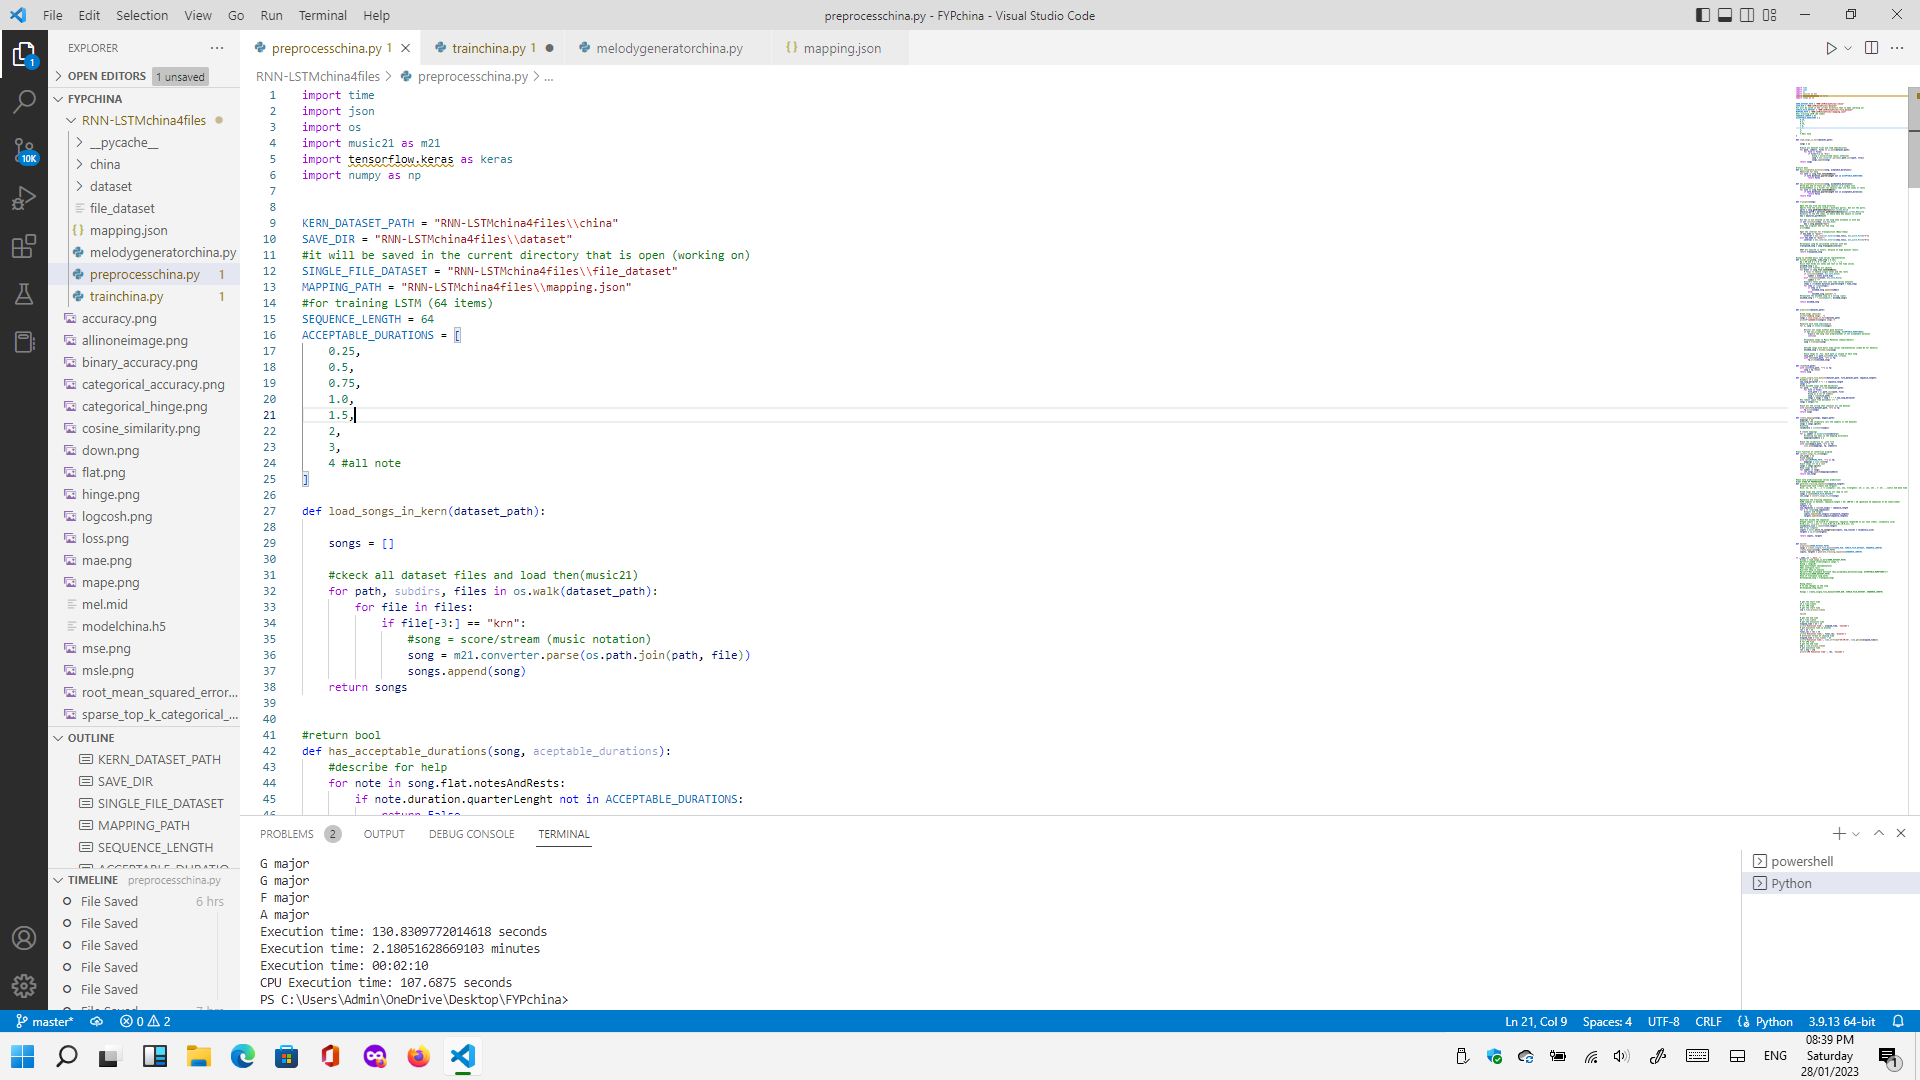 File Edit Selection View Go Run Terminal Help
preprocesschina.py - FYPchina - Visual Studio Code
EXPLORER
preprocesschina.py 1
trainchina.py 1
melodygeneratorchina.py
{} mapping.json
1
OPEN EDITORS 1 unsaved
RNN-LSTMchina4files > preprocesschina.py > ...
FYPCHINA
RNN-LSTMchina4files
__pycache__
china
dataset
file_dataset
{} mapping.json
melodygeneratorchina.py
preprocesschina.py 1
trainchina.py 1
accuracy.png
allinoneimage.png
binary_accuracy.png
categorical_accuracy.png
categorical_hinge.png
cosine_similarity.png
down.png
flat.png
hinge.png
logcosh.png
loss.png
mae.png
mape.png
mel.mid
modelchina.h5
mse.png
msle.png
root_mean_squared_error...
sparse_top_k_categorical_...
10K
OUTLINE
KERN_DATASET_PATH
SAVE_DIR
SINGLE_FILE_DATASET
MAPPING_PATH
SEQUENCE_LENGTH
ACCEPTABLE_DURATIO
TIMELINE preprocesschina.py
File Saved 6 hrs
File Saved
File Saved
File Saved
File Saved
1 import time
2 import json
3 import os
4 import music21 as m21
5 import tensorflow.keras as keras
6 import numpy as np
7
8
9 KERN_DATASET_PATH = "RNN-LSTMchina4files\\china"
10 SAVE_DIR = "RNN-LSTMchina4files\\dataset"
11 #it will be saved in the current directory that is open (working on)
12 SINGLE_FILE_DATASET = "RNN-LSTMchina4files\\file_dataset"
13 MAPPING_PATH = "RNN-LSTMchina4files\\mapping.json"
14 #for training LSTM (64 items)
15 SEQUENCE_LENGTH = 64
16 ACCEPTABLE_DURATIONS = [
17 0.25,
18 0.5,
19 0.75,
20 1.0,
21 1.5,
22 2,
23 3,
24 4 #all note
25 ]
26
27 def load_songs_in_kern(dataset_path):
28
29 songs = []
30
31 #ckeck all dataset files and load then(music21)
32 for path, subdirs, files in os.walk(dataset_path):
33 for file in files:
34 if file[-3:] == "krn":
35 #song = score/stream (music notation)
36 song = m21.converter.parse(os.path.join(path, file))
37 songs.append(song)
38 return songs
39
40
41 #return bool
42 def has_acceptable_durations(song, aceptable_durations):
43 #describe for help
44 for note in song.flat.notesAndRests:
45 if note.duration.quarterLenght not in ACCEPTABLE_DURATIONS:
46 return False
PROBLEMS 2 OUTPUT DEBUG CONSOLE TERMINAL
G major
G major
F major
A major
Execution time: 130.8309772014618 seconds
Execution time: 2.18051628669103 minutes
Execution time: 00:02:10
CPU Execution time: 107.6875 seconds
PS C:\Users\Admin\OneDrive\Desktop\FYPchina>
powershell
Python
master* 0 2
Ln 21, Col 9 Spaces: 4 UTF-8 CRLF Python 3.9.13 64-bit
ENG
08:39 PM
Saturday
28/01/2023
1